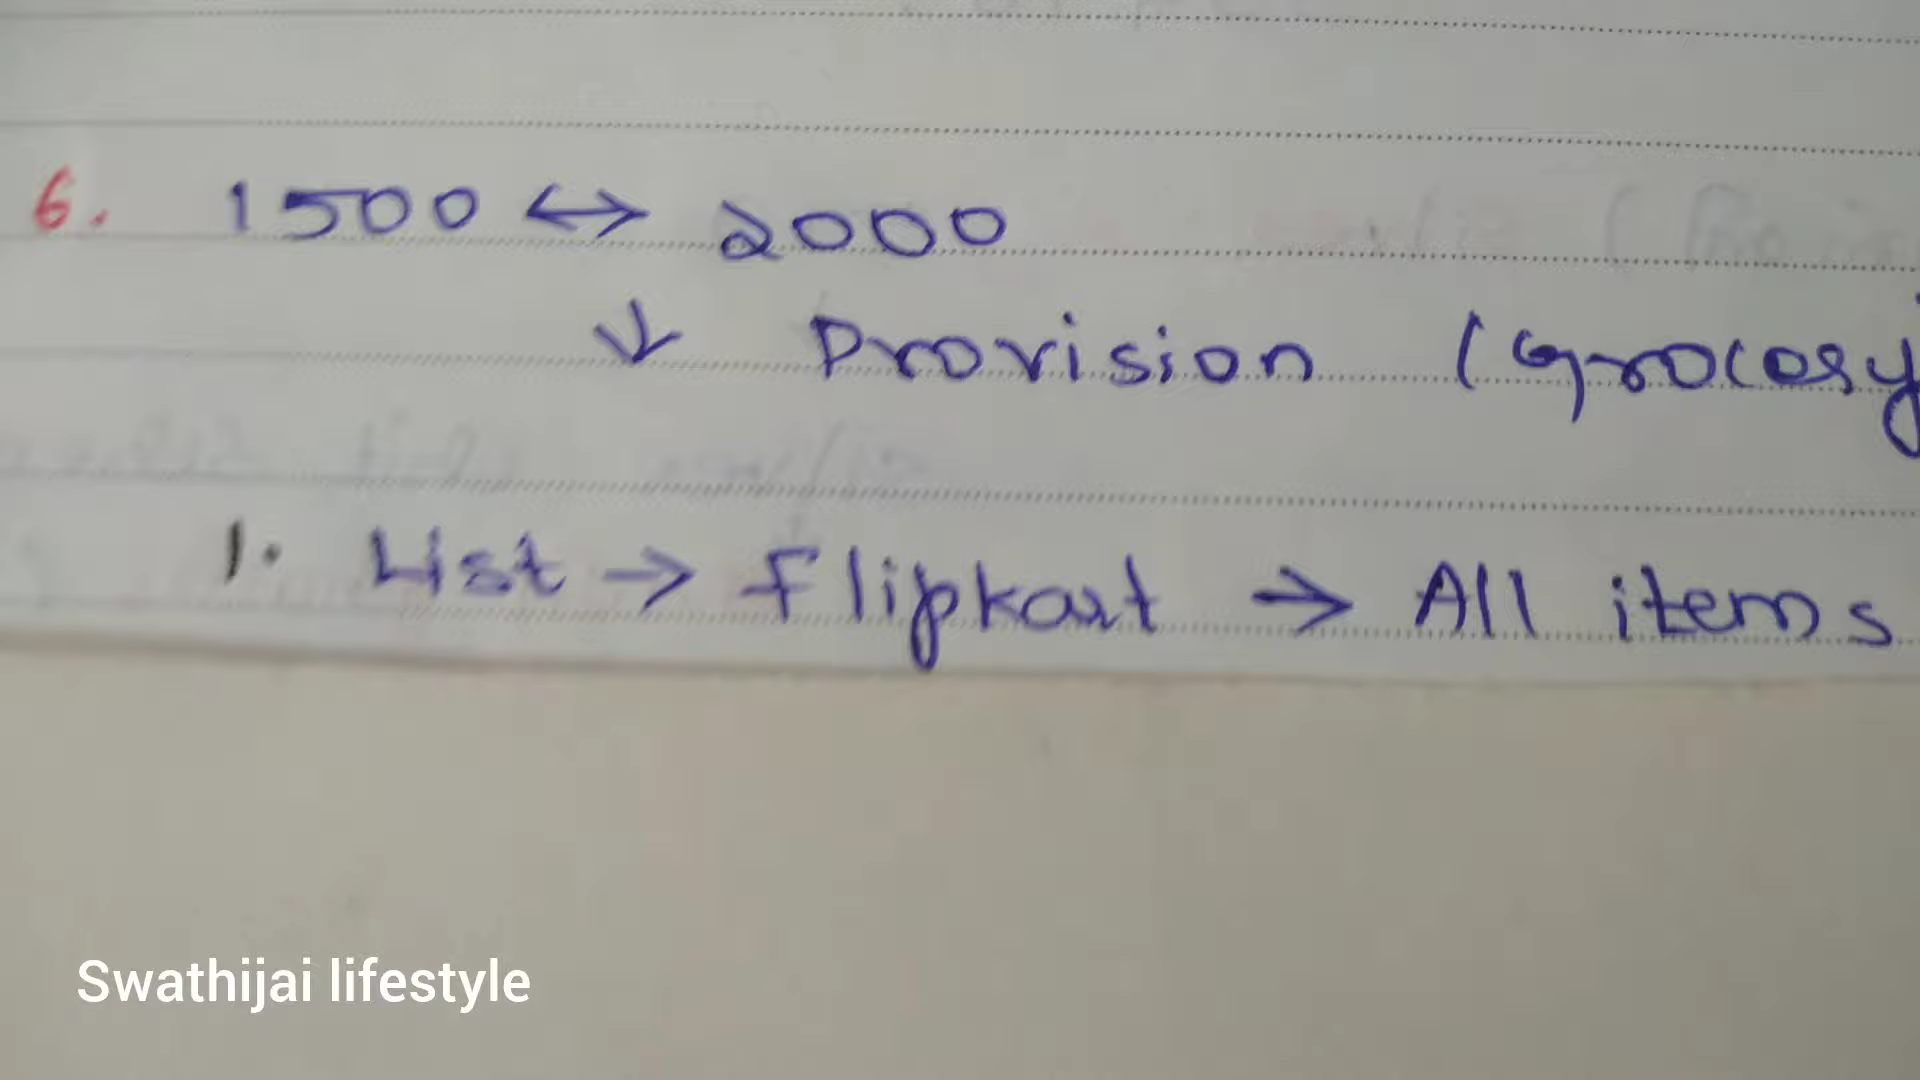 6. 1500 ↔ 2000
↓ Provision (Grocery
1. List → Flipkart → All items
Swathijai lifestyle